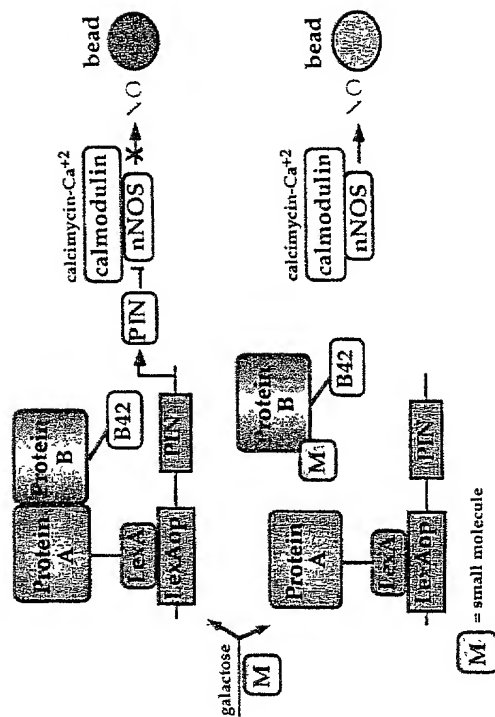 galactose
M
Protein
A
LexA
LexAop
Protein
B
B42
PIN
PIN
calcimycin-Ca+2
calmodulin
nNOS
NO
bead
Protein
A
LexA
LexAop
M
Protein
B
B42
PIN
calcimycin-Ca+2
calmodulin
nNOS
NO
bead
M = small molecule